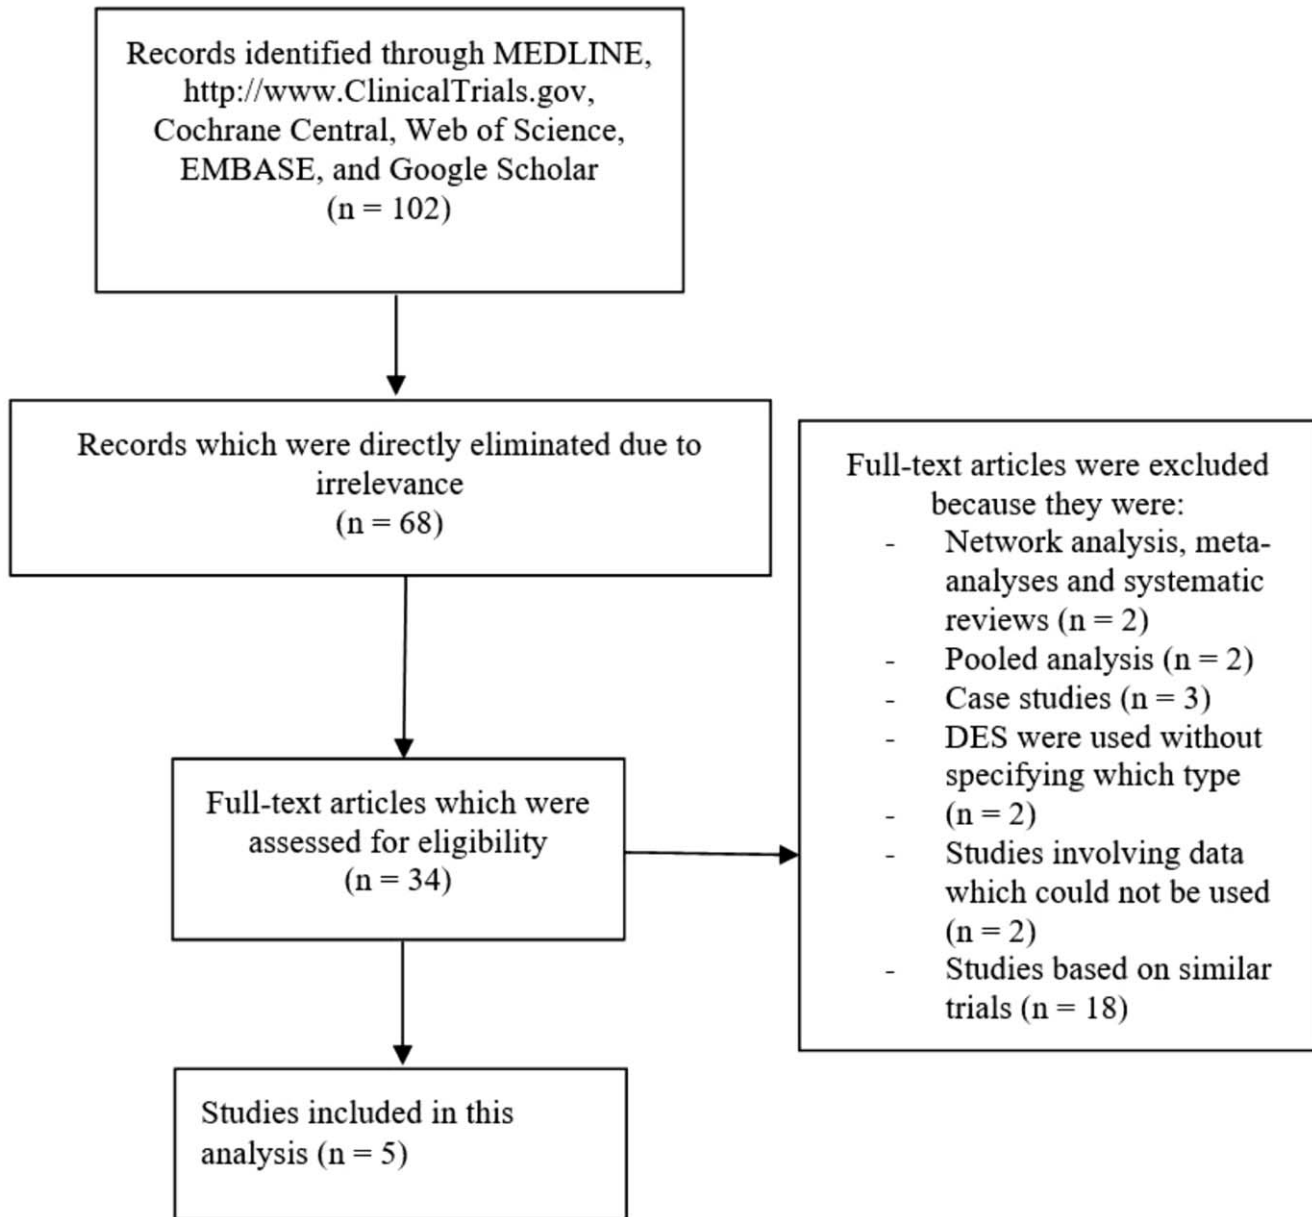 Records identified through MEDLINE,
http://www.ClinicalTrials.gov,
Cochrane Central, Web of Science,
EMBASE, and Google Scholar
(n = 102)
Records which were directly eliminated due to
irrelevance
(n = 68)
Full-text articles which were
assessed for eligibility
(n = 34)
Full-text articles were excluded
because they were:
- Network analysis, meta-
analyses and systematic
reviews (n = 2)
- Pooled analysis (n = 2)
- Case studies (n = 3)
- DES were used without
specifying which type
- (n = 2)
- Studies involving data
which could not be used
(n = 2)
- Studies based on similar
trials (n = 18)
Studies included in this
analysis (n = 5)